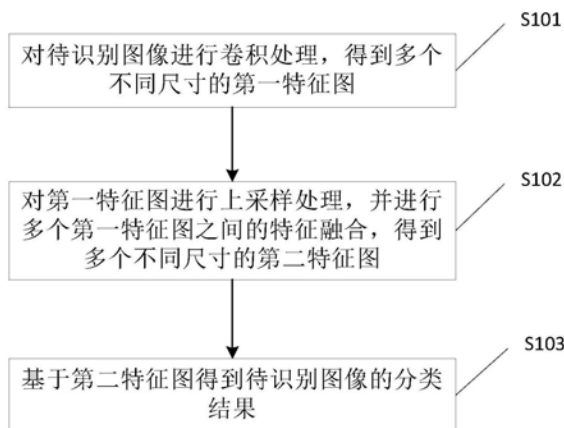 S101
对待识别图像进行卷积处理，得到多个
不同尺寸的第一特征图
S102
对第一特征图进行上采样处理，并进行
多个第一特征图之间的特征融合，得到
多个不同尺寸的第二特征图
S103
基于第二特征图得到待识别图像的分类
结果